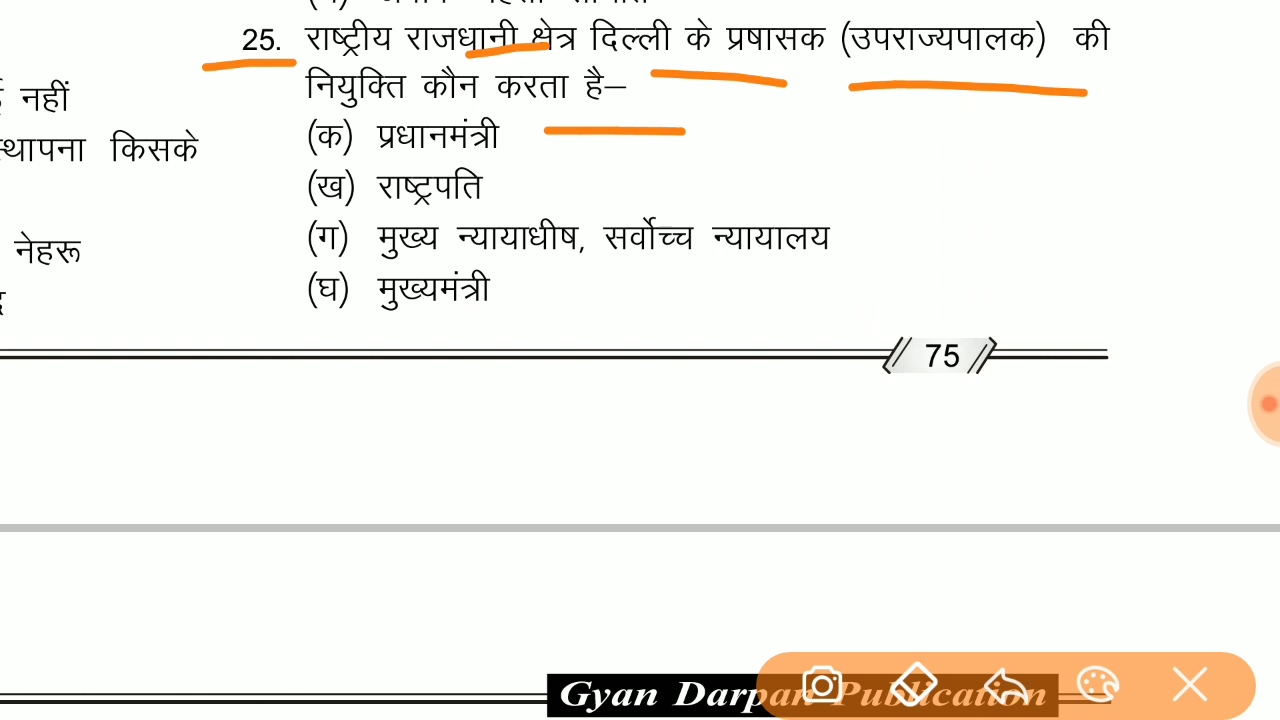 25. राष्ट्रीय राजधानी क्षेत्र दिल्ली के प्रषासक (उपराज्यपालक) की
नियुक्ति कौन करता है–
(क) प्रधानमंत्री
(ख) राष्ट्रपति
(ग) मुख्य न्यायाधीष, सर्वोच्च न्यायालय
(घ) मुख्यमंत्री
नहीं
स्थापना किसके
नेहरू
75
Gyan Darpan Publication